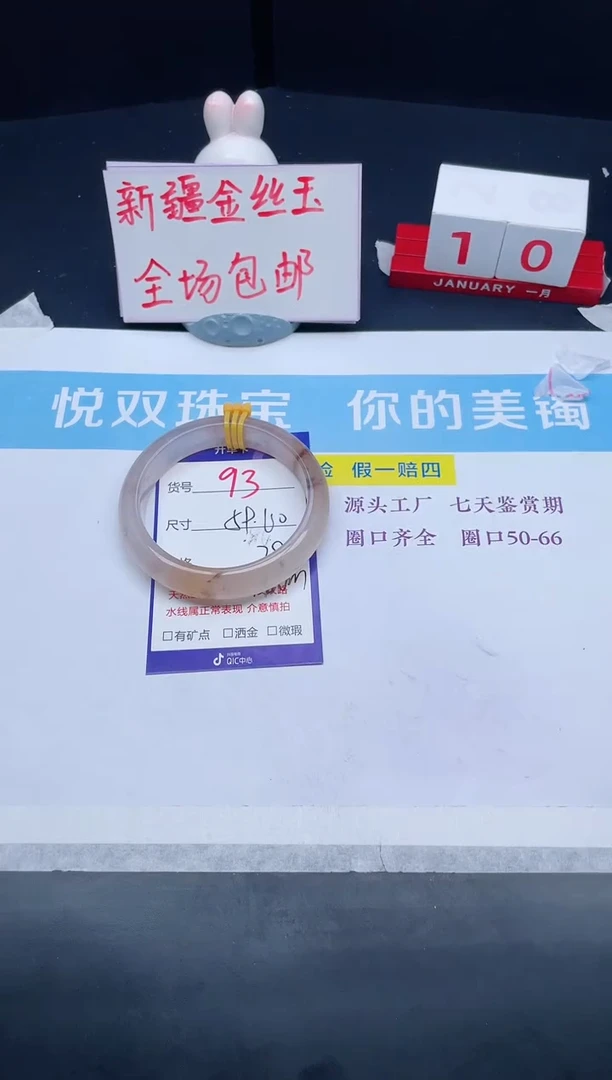 新疆金丝玉
全场包邮
1 0
JANUARY 一月
悦双珠宝 你的美镯
假一赔四
货号 93
源头工厂 七天鉴赏期
尺寸
圈口齐全 圈口50-66
水线属正常表现 介意慎拍
□有矿点 □洒金 □微瑕
QIC中心